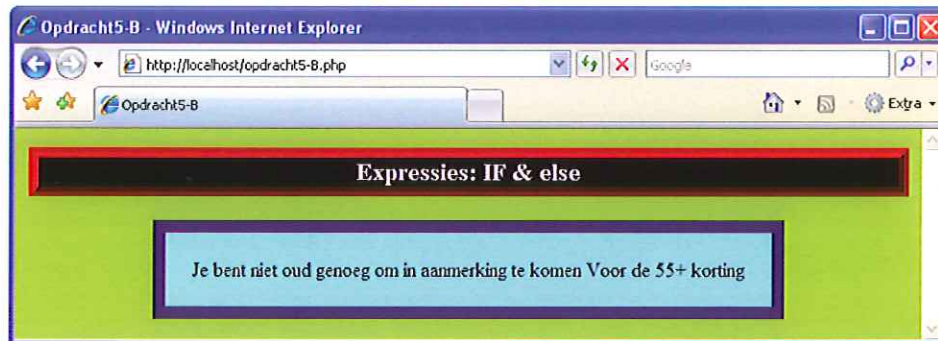 Opdracht5-B - Windows Internet Explorer
http://localhost/opdracht5-B.php
Google
Opdracht5-B
Extra
Expressies: IF & else
Je bent niet oud genoeg om in aanmerking te komen Voor de 55+ korting